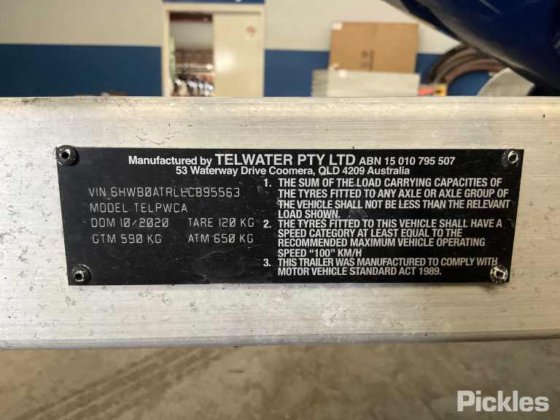 Manufactured by TELWATER PTY LTD ABN 15 010 795 507
53 Waterway Drive Coomera, QLD 4209 Australia
VIN 6HWB0ATRLLC895563
MODEL TELPWCA
DOM 10/2020 TARE 120 KG
GTM 590 KG ATM 650 KG
1. THE SUM OF THE LOAD CARRYING CAPACITIES OF
THE TYRES FITTED TO ANY AXLE OR AXLE GROUP OF
THE VEHICLE SHALL NOT BE LESS THAN THE RELEVANT
LOAD SHOWN.
2. THE TYRES FITTED TO THIS VEHICLE SHALL HAVE A
SPEED CATEGORY AT LEAST EQUAL TO THE
RECOMMENDED MAXIMUM VEHICLE OPERATING
SPEED "100" KM/H
3. THIS TRAILER WAS MANUFACTURED TO COMPLY WITH
MOTOR VEHICLE STANDARD ACT 1989.
Pickles